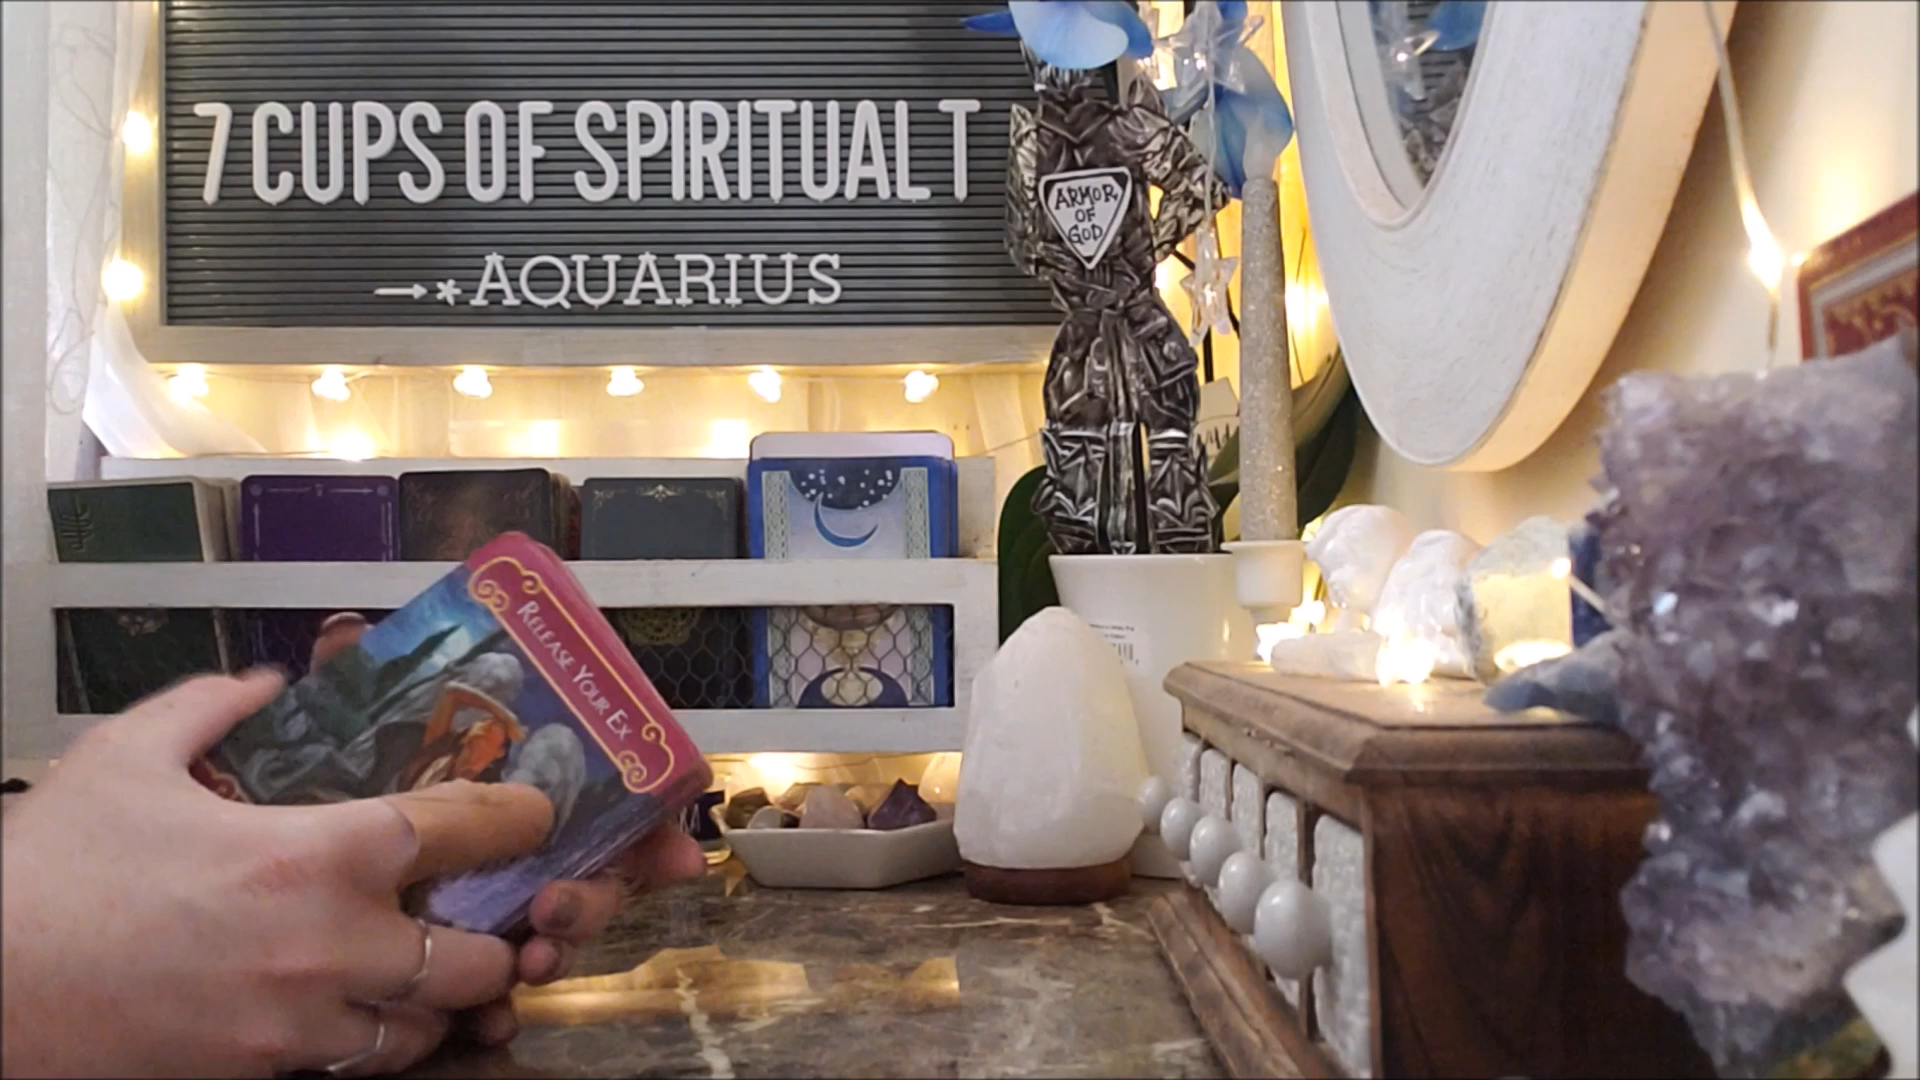 7 CUPS OF SPIRITUAL T
→*AQUARIUS
ARMOR
OF
GOD
RELEASE YOUR EX